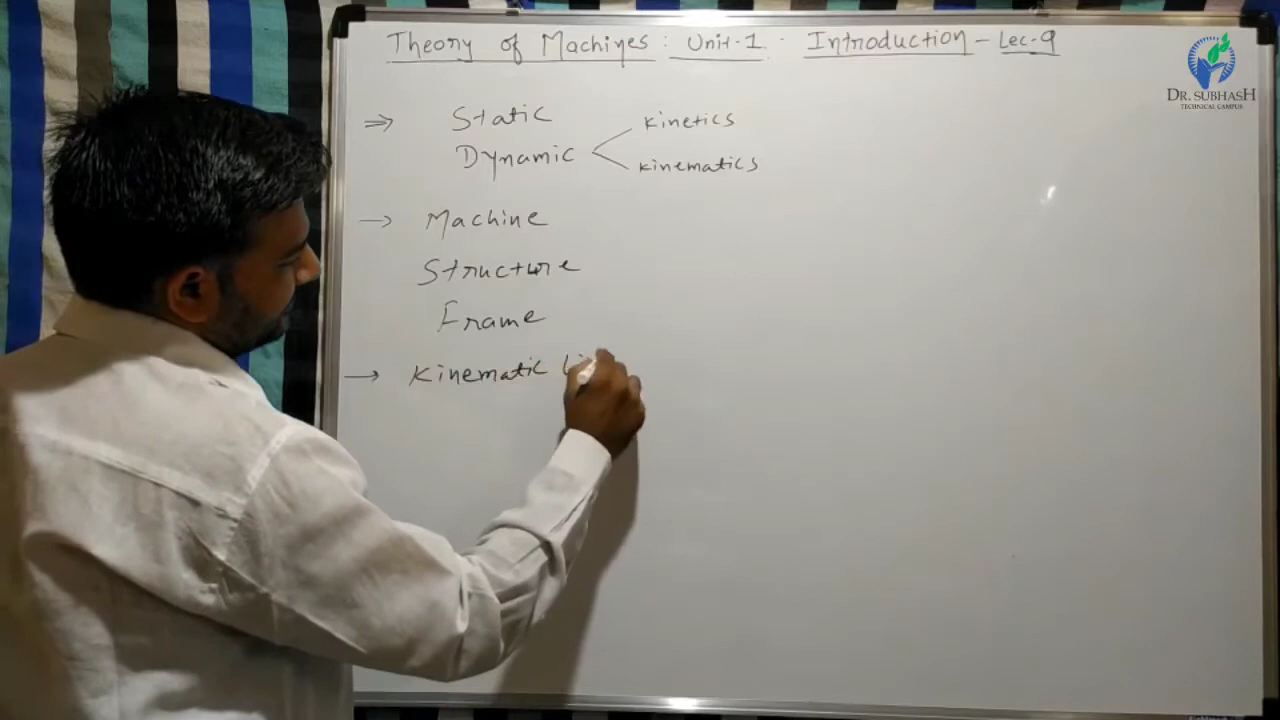 Theory of Machines : Unit-1 : Introduction - Lec-9
DR. SUBHASH
TECHNICAL CAMPUS
⇒ Static
Dynamic
kinetics
kinematics
→ Machine
Structure
Frame
→ Kinematic